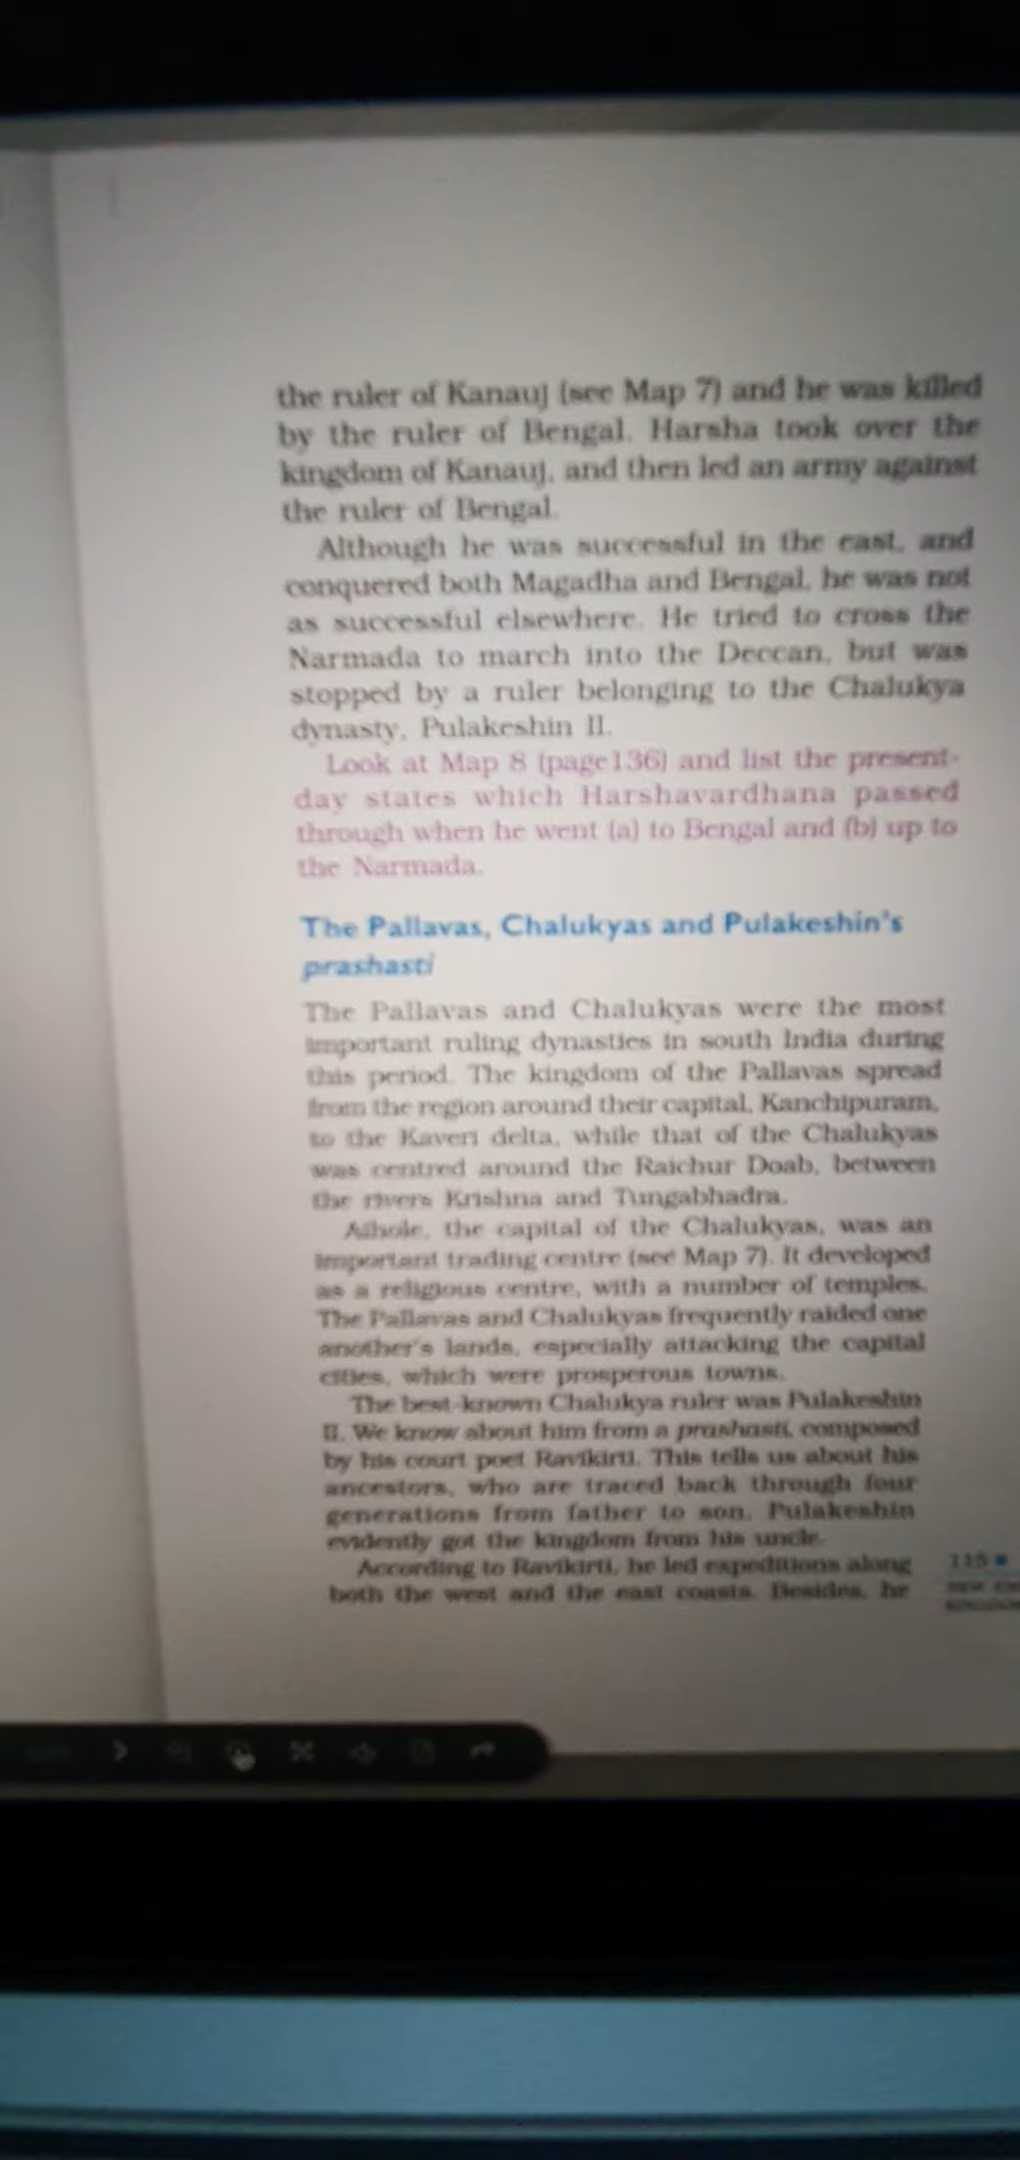 the ruler of Kanauj (see Map 7) and he was killed
by the ruler of Bengal. Harsha took over the
kingdom of Kanauj, and then led an army against
the ruler of Bengal.
Although he was successful in the east, and
conquered both Magadha and Bengal, he was not
as successful elsewhere. He tried to cross the
Narmada to march into the Deccan, but was
stopped by a ruler belonging to the Chalukya
dynasty, Pulakeshin II.
Look at Map 8 (page136) and list the present-
day states which Harshavardhana passed
through when he went (a) to Bengal and (b) up to
the Narmada.
The Pallavas, Chalukyas and Pulakeshin's
prashasti
The Pallavas and Chalukyas were the most
important ruling dynasties in south India during
this period. The kingdom of the Pallavas spread
from the region around their capital, Kanchipuram,
to the Kaveri delta, while that of the Chalukyas
was centred around the Raichur Doab, between
the rivers Krishna and Tungabhadra.
Aihole, the capital of the Chalukyas, was an
important trading centre (see Map 7). It developed
as a religious centre, with a number of temples.
The Pallavas and Chalukyas frequently raided one
another's lands, especially attacking the capital
cities, which were prosperous towns.
The best-known Chalukya ruler was Pulakeshin
II. We know about him from a prashasti, composed
by his court poet Ravikirti. This tells us about his
ancestors, who are traced back through four
generations from father to son. Pulakeshin
evidently got the kingdom from his uncle.
According to Ravikirti, he led expeditions along
both the west and the east coasts. Besides, he
115